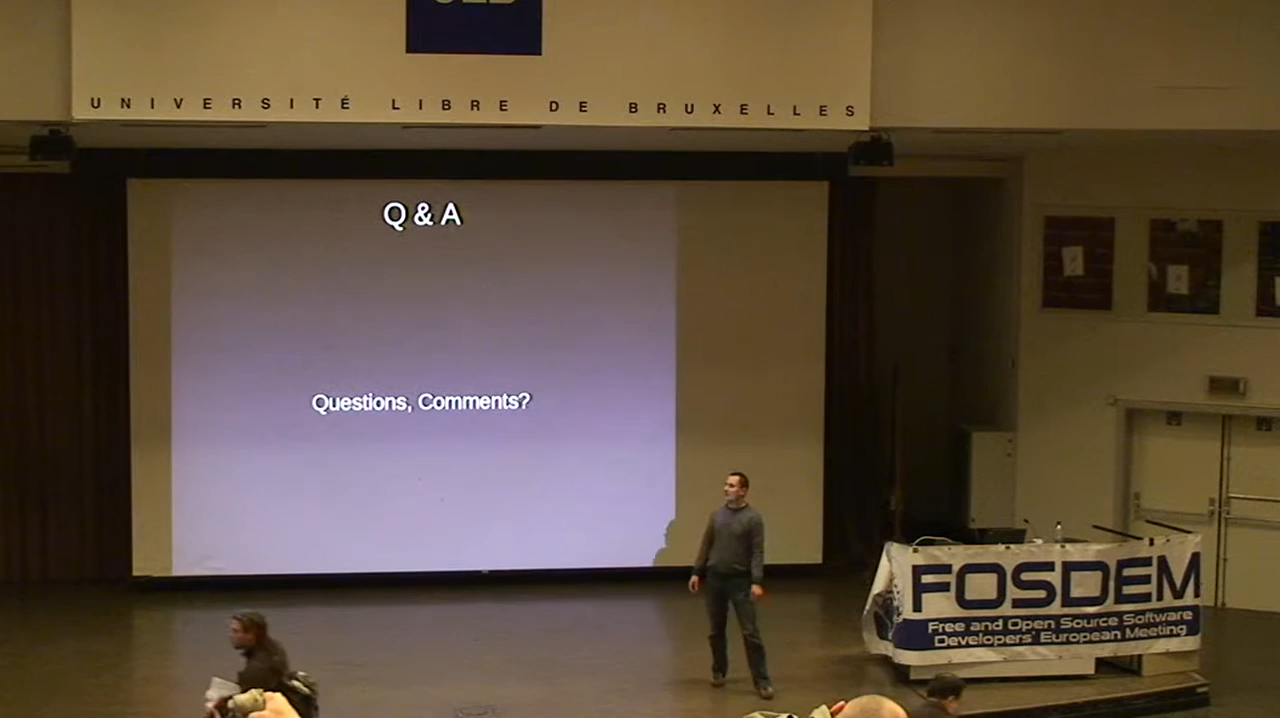 UNIVERSITÉ LIBRE DE BRUXELLES
Q & A
Questions, Comments?
FOSDEM
Free and Open Source Software
Developers' European Meeting